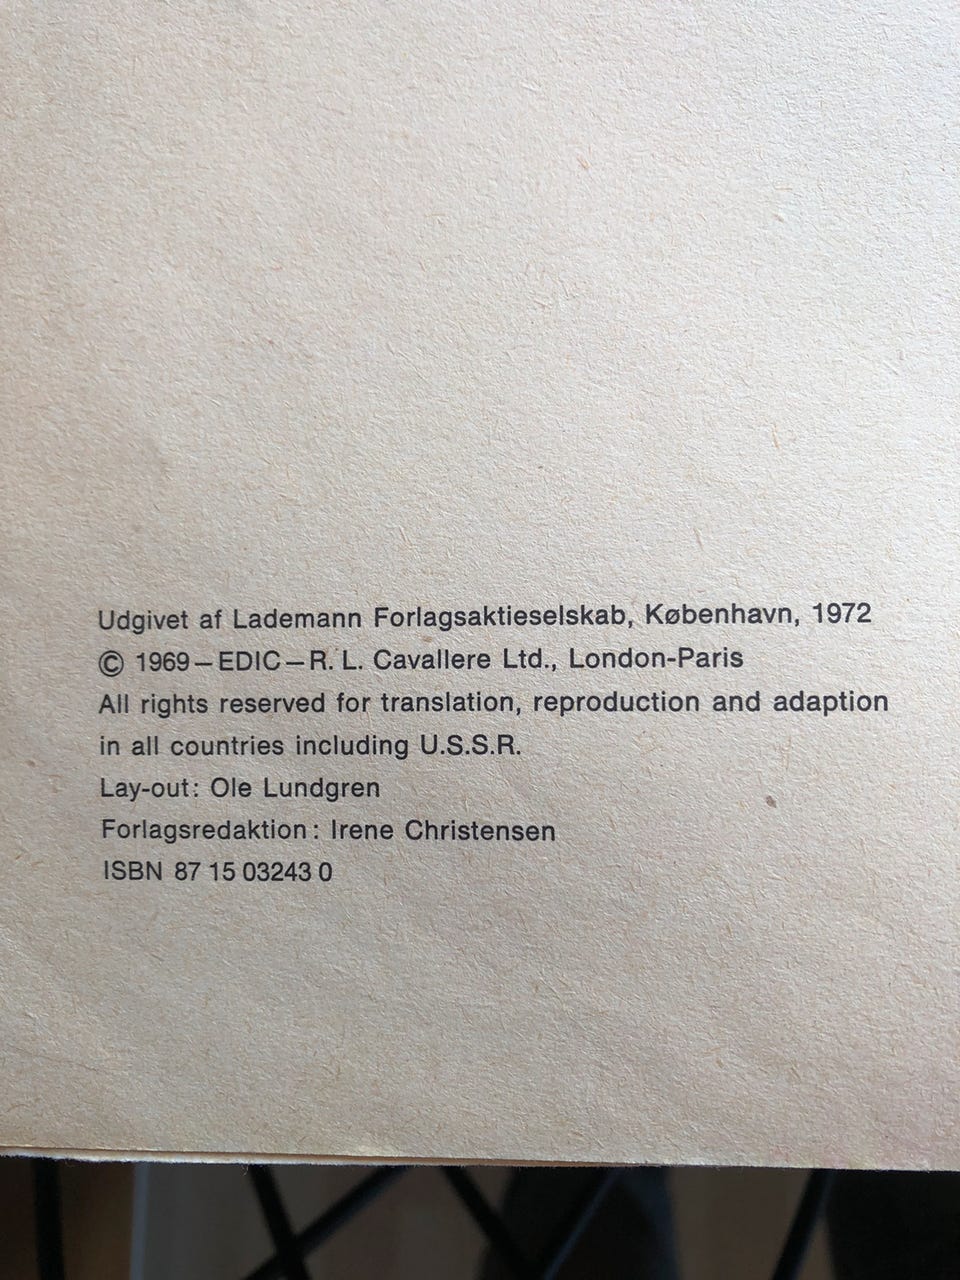 Udgivet af Lademann Forlagsaktieselskab, København, 1972
© 1969–EDIC–R. L. Cavallere Ltd., London-Paris
All rights reserved for translation, reproduction and adaption
in all countries including U.S.S.R.
Lay-out: Ole Lundgren
Forlagsredaktion: Irene Christensen
ISBN 87 15 03243 0